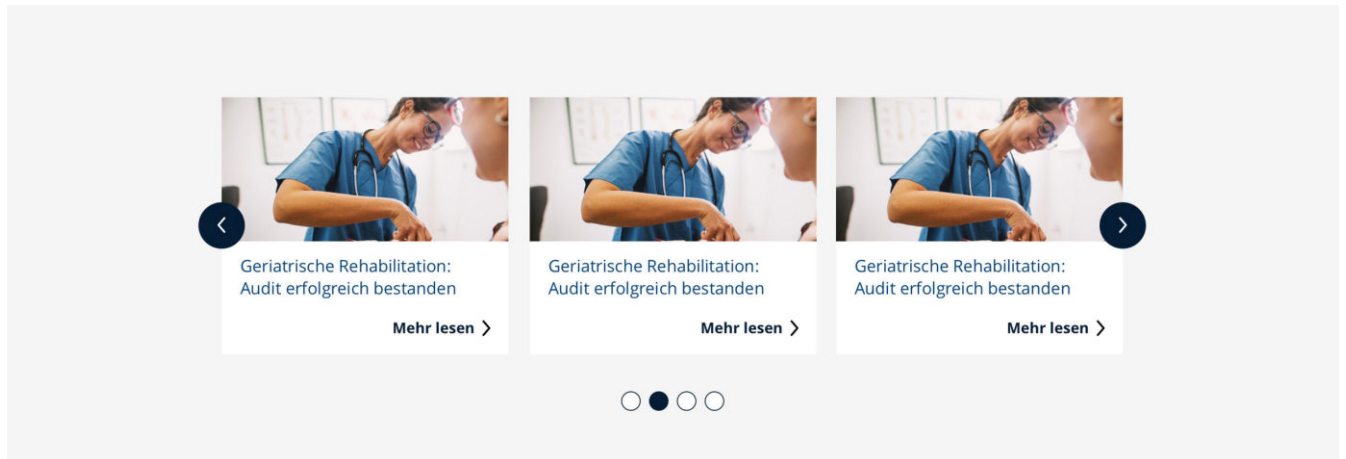 Geriatrische Rehabilitation:
Audit erfolgreich bestanden
Mehr lesen
Geriatrische Rehabilitation:
Audit erfolgreich bestanden
Mehr lesen
Geriatrische Rehabilitation:
Audit erfolgreich bestanden
Mehr lesen